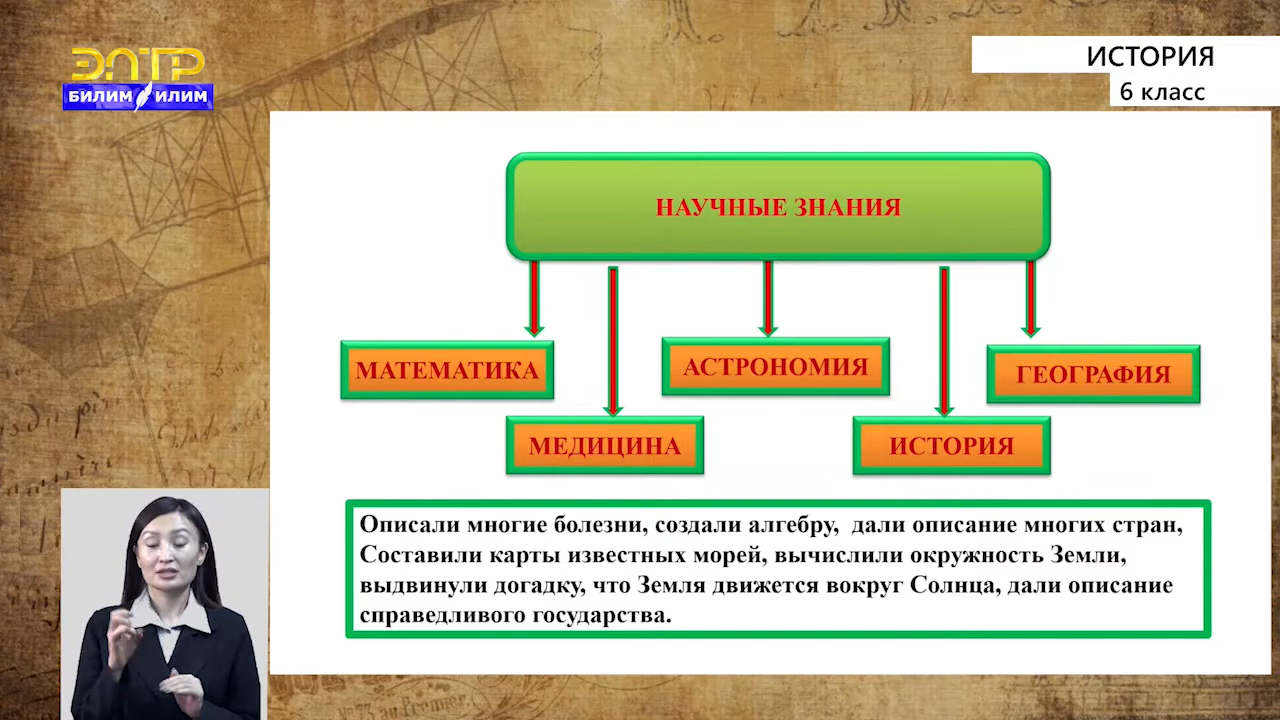 ЭЛТР
БИЛИМ ИЛИМ
ИСТОРИЯ
6 класс
НАУЧНЫЕ ЗНАНИЯ
МАТЕМАТИКА
АСТРОНОМИЯ
ГЕОГРАФИЯ
МЕДИЦИНА
ИСТОРИЯ
Описали многие болезни, создали алгебру, дали описание многих стран,
Составили карты известных морей, вычислили окружность Земли,
выдвинули догадку, что Земля движется вокруг Солнца, дали описание
справедливого государства.